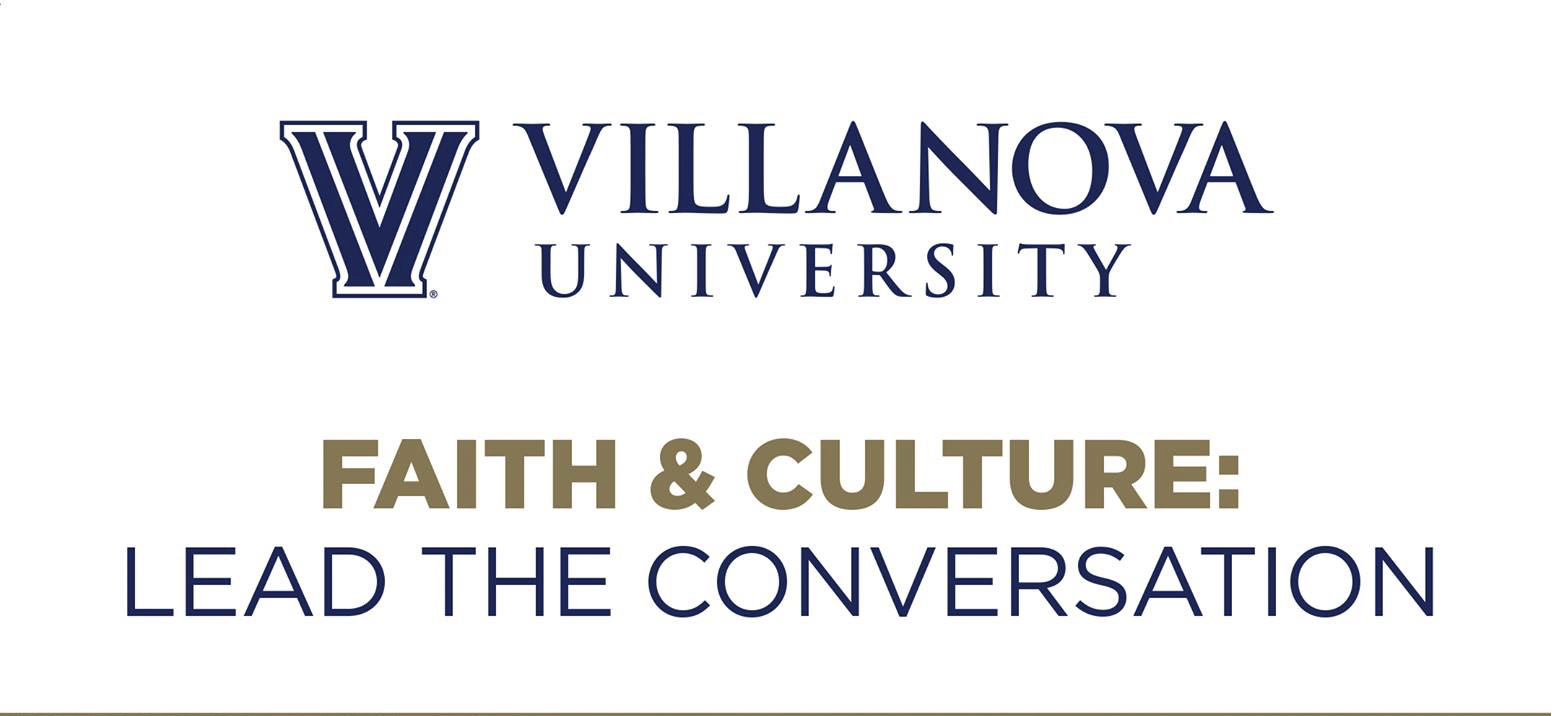 VILLANOVA
UNIVERSITY
FAITH & CULTURE:
LEAD THE CONVERSATION